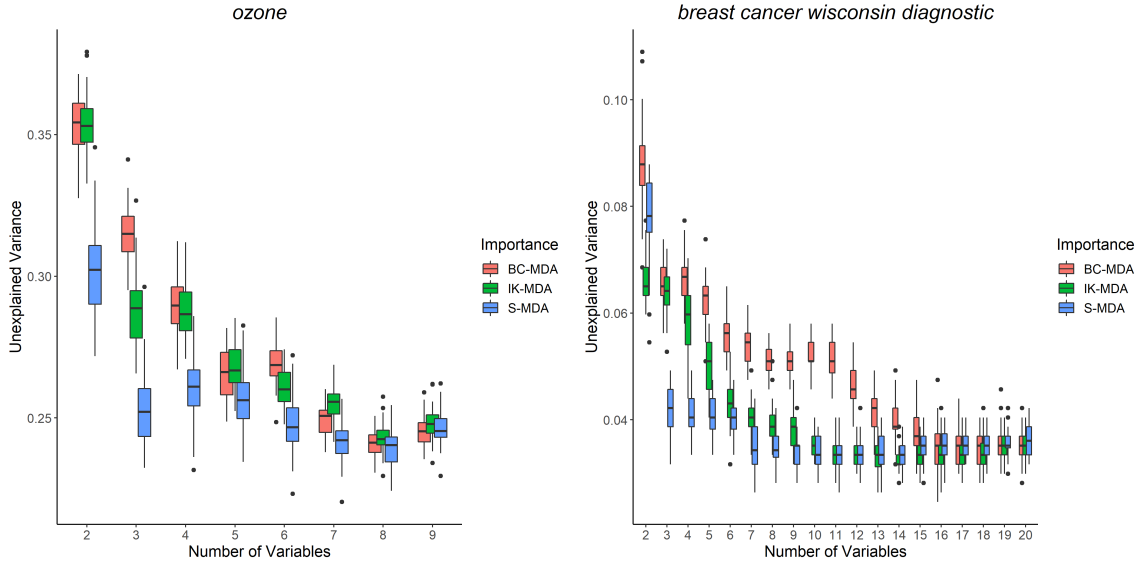 ozone
Unexplained Variance
0.35
0.30
0.25
2 3 4 5 6 7 8 9
Number of Variables
Importance
BC-MDA
IK-MDA
S-MDA
breast cancer wisconsin diagnostic
Unexplained Variance
0.10
0.08
0.06
0.04
2 3 4 5 6 7 8 9 10 11 12 13 14 15 16 17 18 19 20
Number of Variables
Importance
BC-MDA
IK-MDA
S-MDA